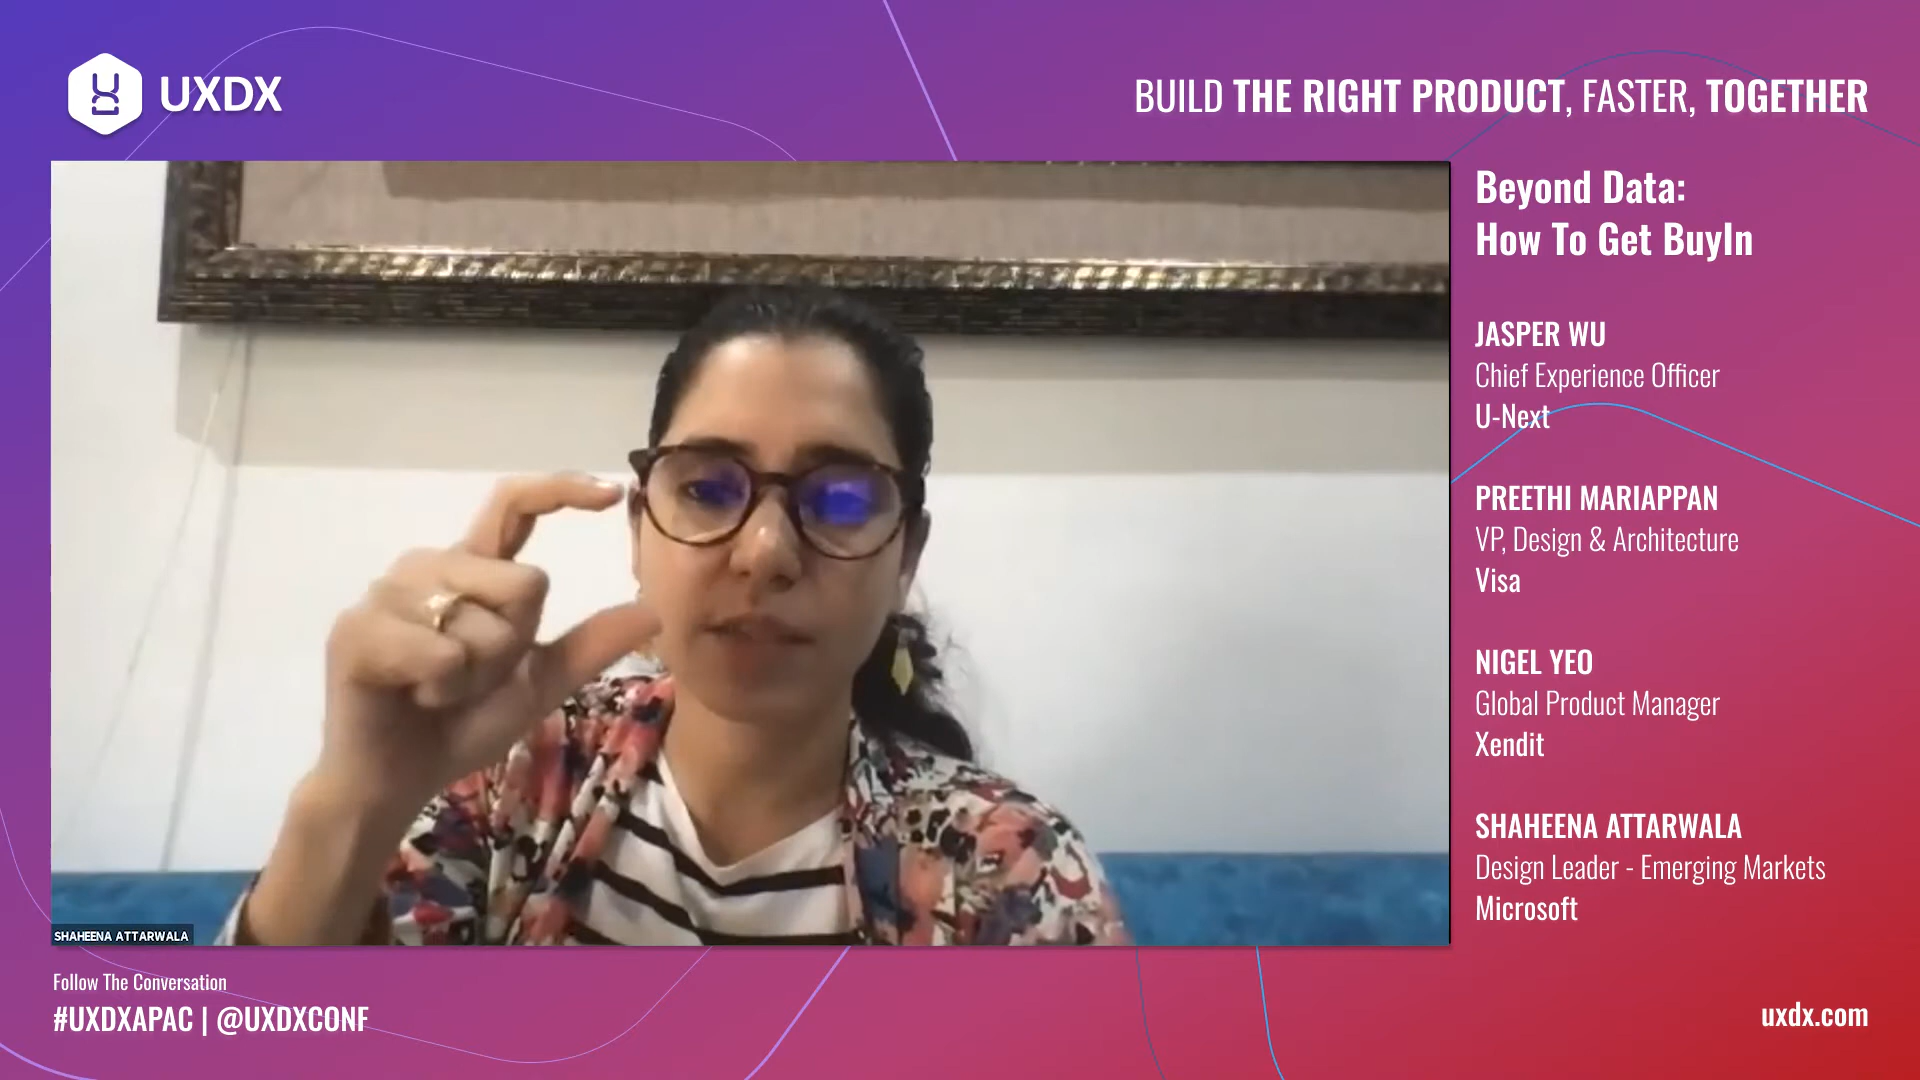 UXDX
BUILD THE RIGHT PRODUCT, FASTER, TOGETHER
Beyond Data:
How To Get BuyIn
JASPER WU
Chief Experience Officer
U-Next
PREETHI MARIAPPAN
VP, Design & Architecture
Visa
NIGEL YEO
Global Product Manager
Xendit
SHAHEENA ATTARWALA
Design Leader - Emerging Markets
Microsoft
SHAHEENA ATTARWALA
Follow The Conversation
#UXDXAPAC | @UXDXCONF
uxdx.com